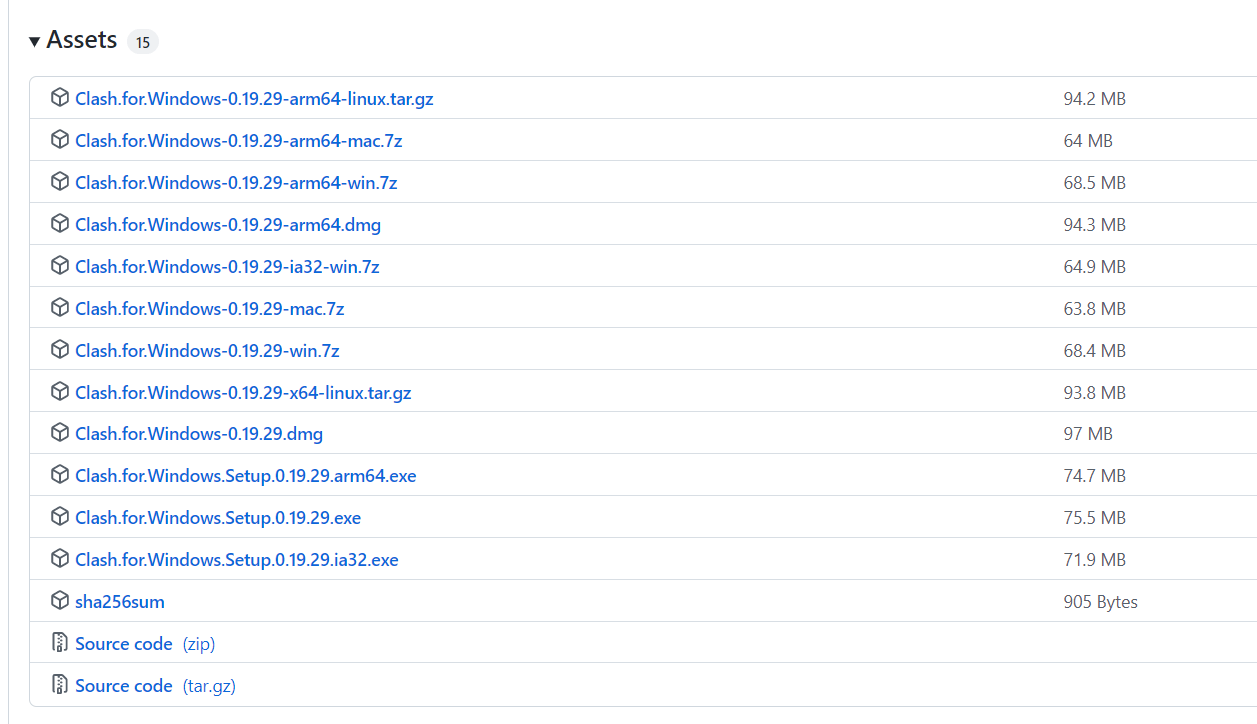 Assets 15
Clash.for.Windows-0.19.29-arm64-linux.tar.gz 94.2 MB
Clash.for.Windows-0.19.29-arm64-mac.7z 64 MB
Clash.for.Windows-0.19.29-arm64-win.7z 68.5 MB
Clash.for.Windows-0.19.29-arm64.dmg 94.3 MB
Clash.for.Windows-0.19.29-ia32-win.7z 64.9 MB
Clash.for.Windows-0.19.29-mac.7z 63.8 MB
Clash.for.Windows-0.19.29-win.7z 68.4 MB
Clash.for.Windows-0.19.29-x64-linux.tar.gz 93.8 MB
Clash.for.Windows-0.19.29.dmg 97 MB
Clash.for.Windows.Setup.0.19.29.arm64.exe 74.7 MB
Clash.for.Windows.Setup.0.19.29.exe 75.5 MB
Clash.for.Windows.Setup.0.19.29.ia32.exe 71.9 MB
sha256sum 905 Bytes
Source code (zip)
Source code (tar.gz)